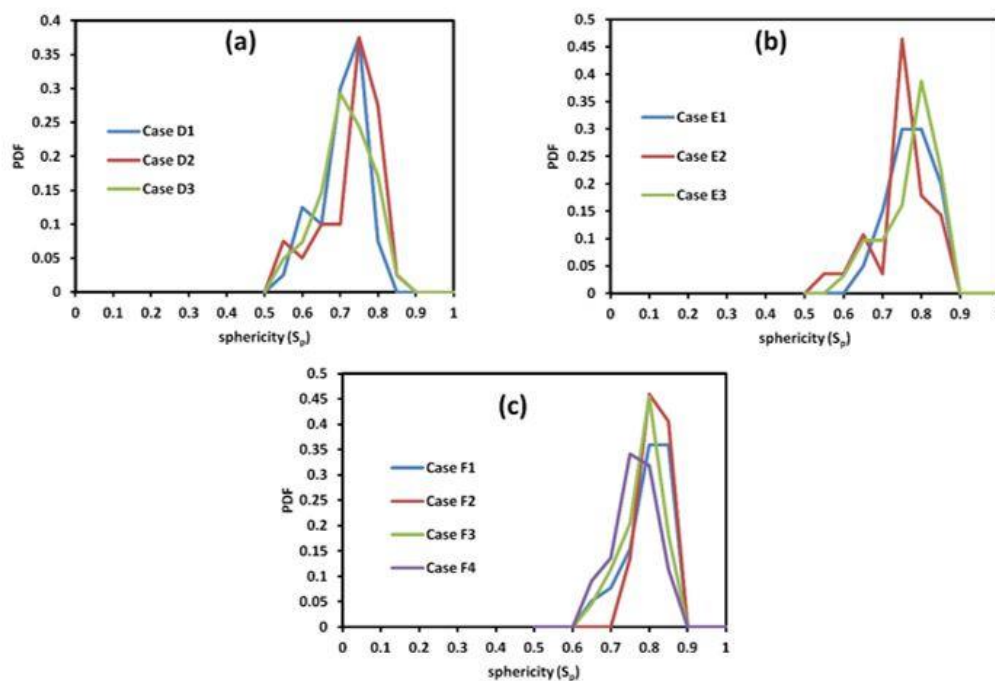 (a)
PDF
0.4
0.35
0.3
0.25
0.2
0.15
0.1
0.05
0
Case D1
Case D2
Case D3
0 0.1 0.2 0.3 0.4 0.5 0.6 0.7 0.8 0.9 1
sphericity (Sp)
(b)
PDF
0.5
0.45
0.4
0.35
0.3
0.25
0.2
0.15
0.1
0.05
0
Case E1
Case E2
Case E3
0 0.1 0.2 0.3 0.4 0.5 0.6 0.7 0.8 0.9
sphericity (Sp)
(c)
PDF
0.5
0.45
0.4
0.35
0.3
0.25
0.2
0.15
0.1
0.05
0
Case F1
Case F2
Case F3
Case F4
0 0.1 0.2 0.3 0.4 0.5 0.6 0.7 0.8 0.9 1
sphericity (Sp)